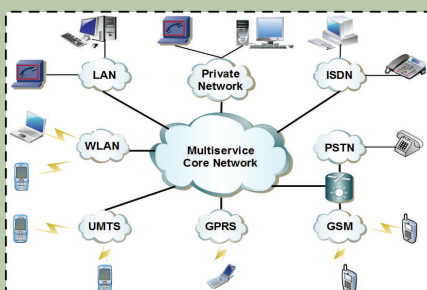 LAN
Private
Network
ISDN
WLAN
Multiservice
Core Network
PSTN
UMTS
GPRS
GSM